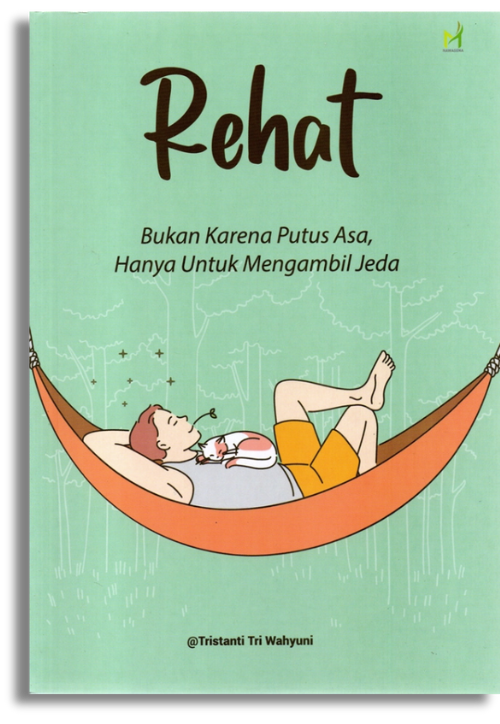 Rehat
Bukan Karena Putus Asa,
Hanya Untuk Mengambil Jeda
@Tristanti Tri Wahyuni